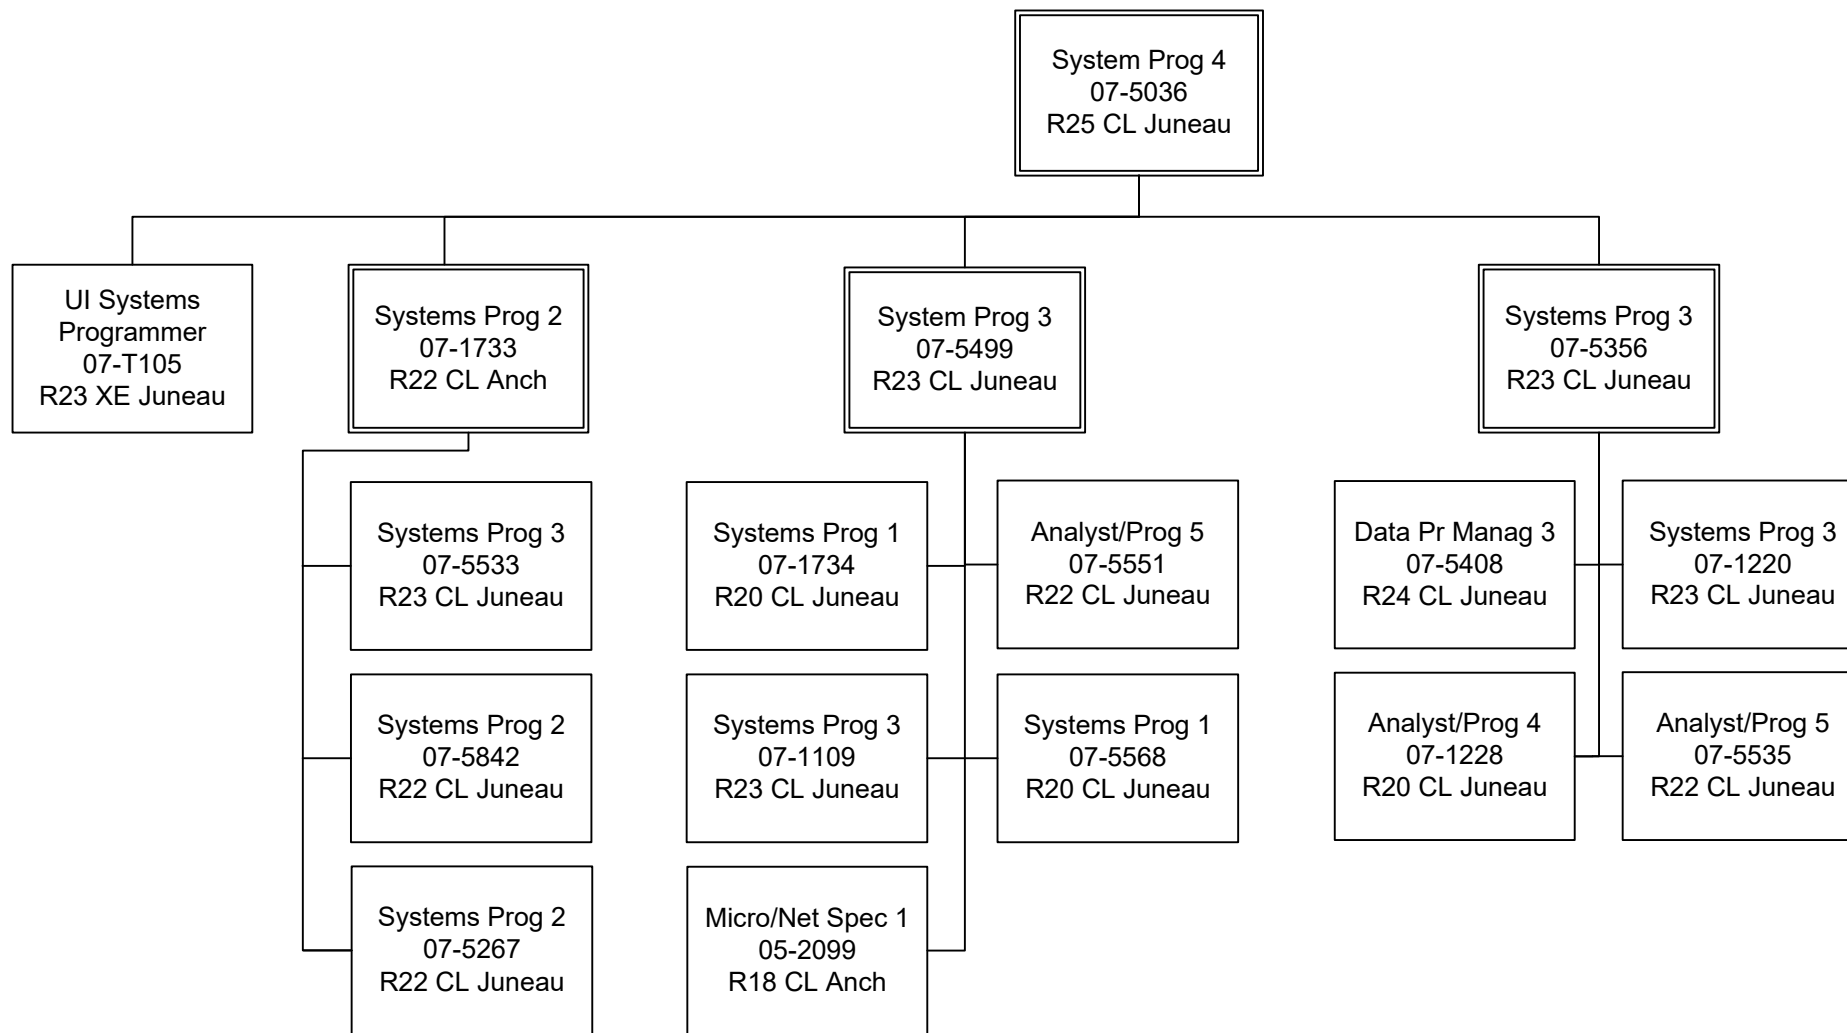 System Prog 4
07-5036
R25 CL Juneau
UI Systems
Programmer
07-T105
R23 XE Juneau
Systems Prog 2
07-1733
R22 CL Anch
System Prog 3
07-5499
R23 CL Juneau
Systems Prog 3
07-5356
R23 CL Juneau
Systems Prog 3
07-5533
R23 CL Juneau
Systems Prog 1
07-1734
R20 CL Juneau
Analyst/Prog 5
07-5551
R22 CL Juneau
Data Pr Manag 3
07-5408
R24 CL Juneau
Systems Prog 3
07-1220
R23 CL Juneau
Systems Prog 2
07-5842
R22 CL Juneau
Systems Prog 3
07-1109
R23 CL Juneau
Systems Prog 1
07-5568
R20 CL Juneau
Analyst/Prog 4
07-1228
R20 CL Juneau
Analyst/Prog 5
07-5535
R22 CL Juneau
Systems Prog 2
07-5267
R22 CL Juneau
Micro/Net Spec 1
05-2099
R18 CL Anch